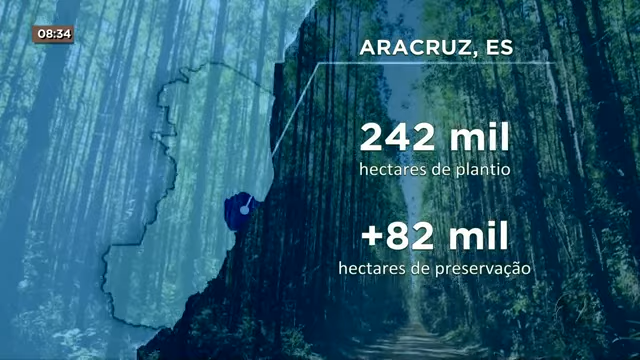 08:34
ARACRUZ, ES
242 mil
hectares de plantio
+82 mil
hectares de preservação